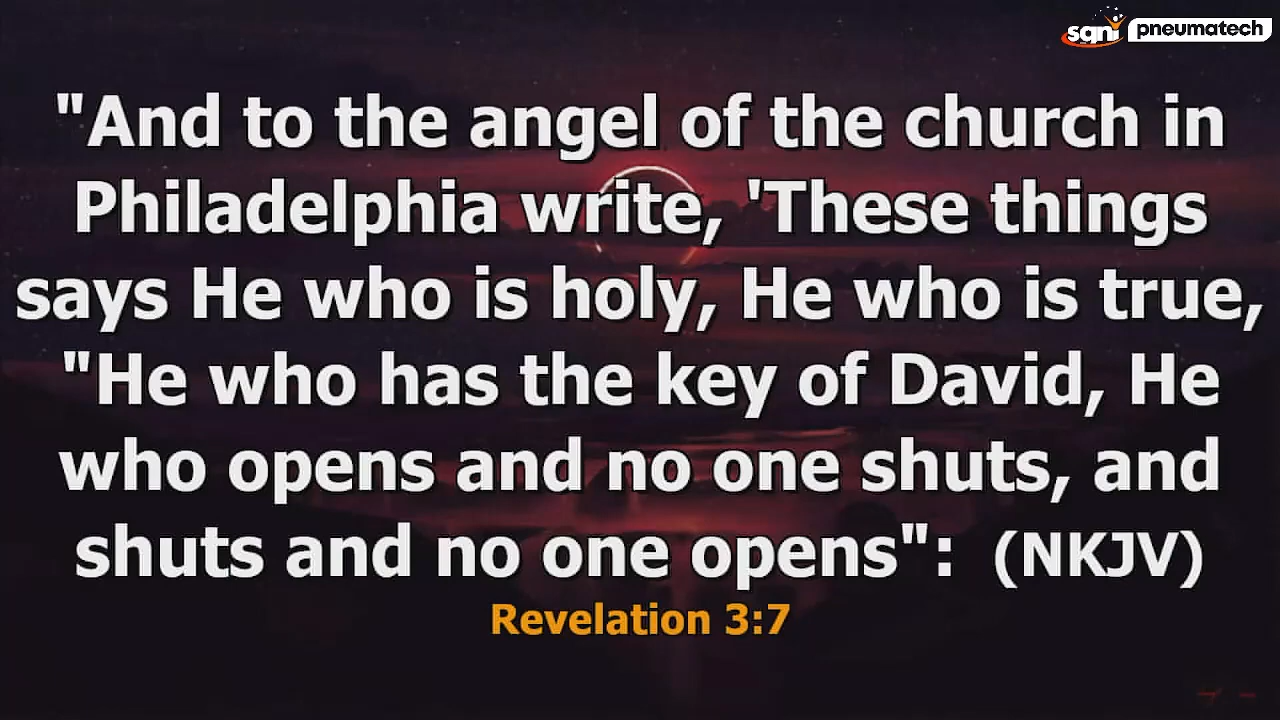 sqni pneumatech
"And to the angel of the church in
Philadelphia write, 'These things
says He who is holy, He who is true,
"He who has the key of David, He
who opens and no one shuts, and
shuts and no one opens": (NKJV)
Revelation 3:7